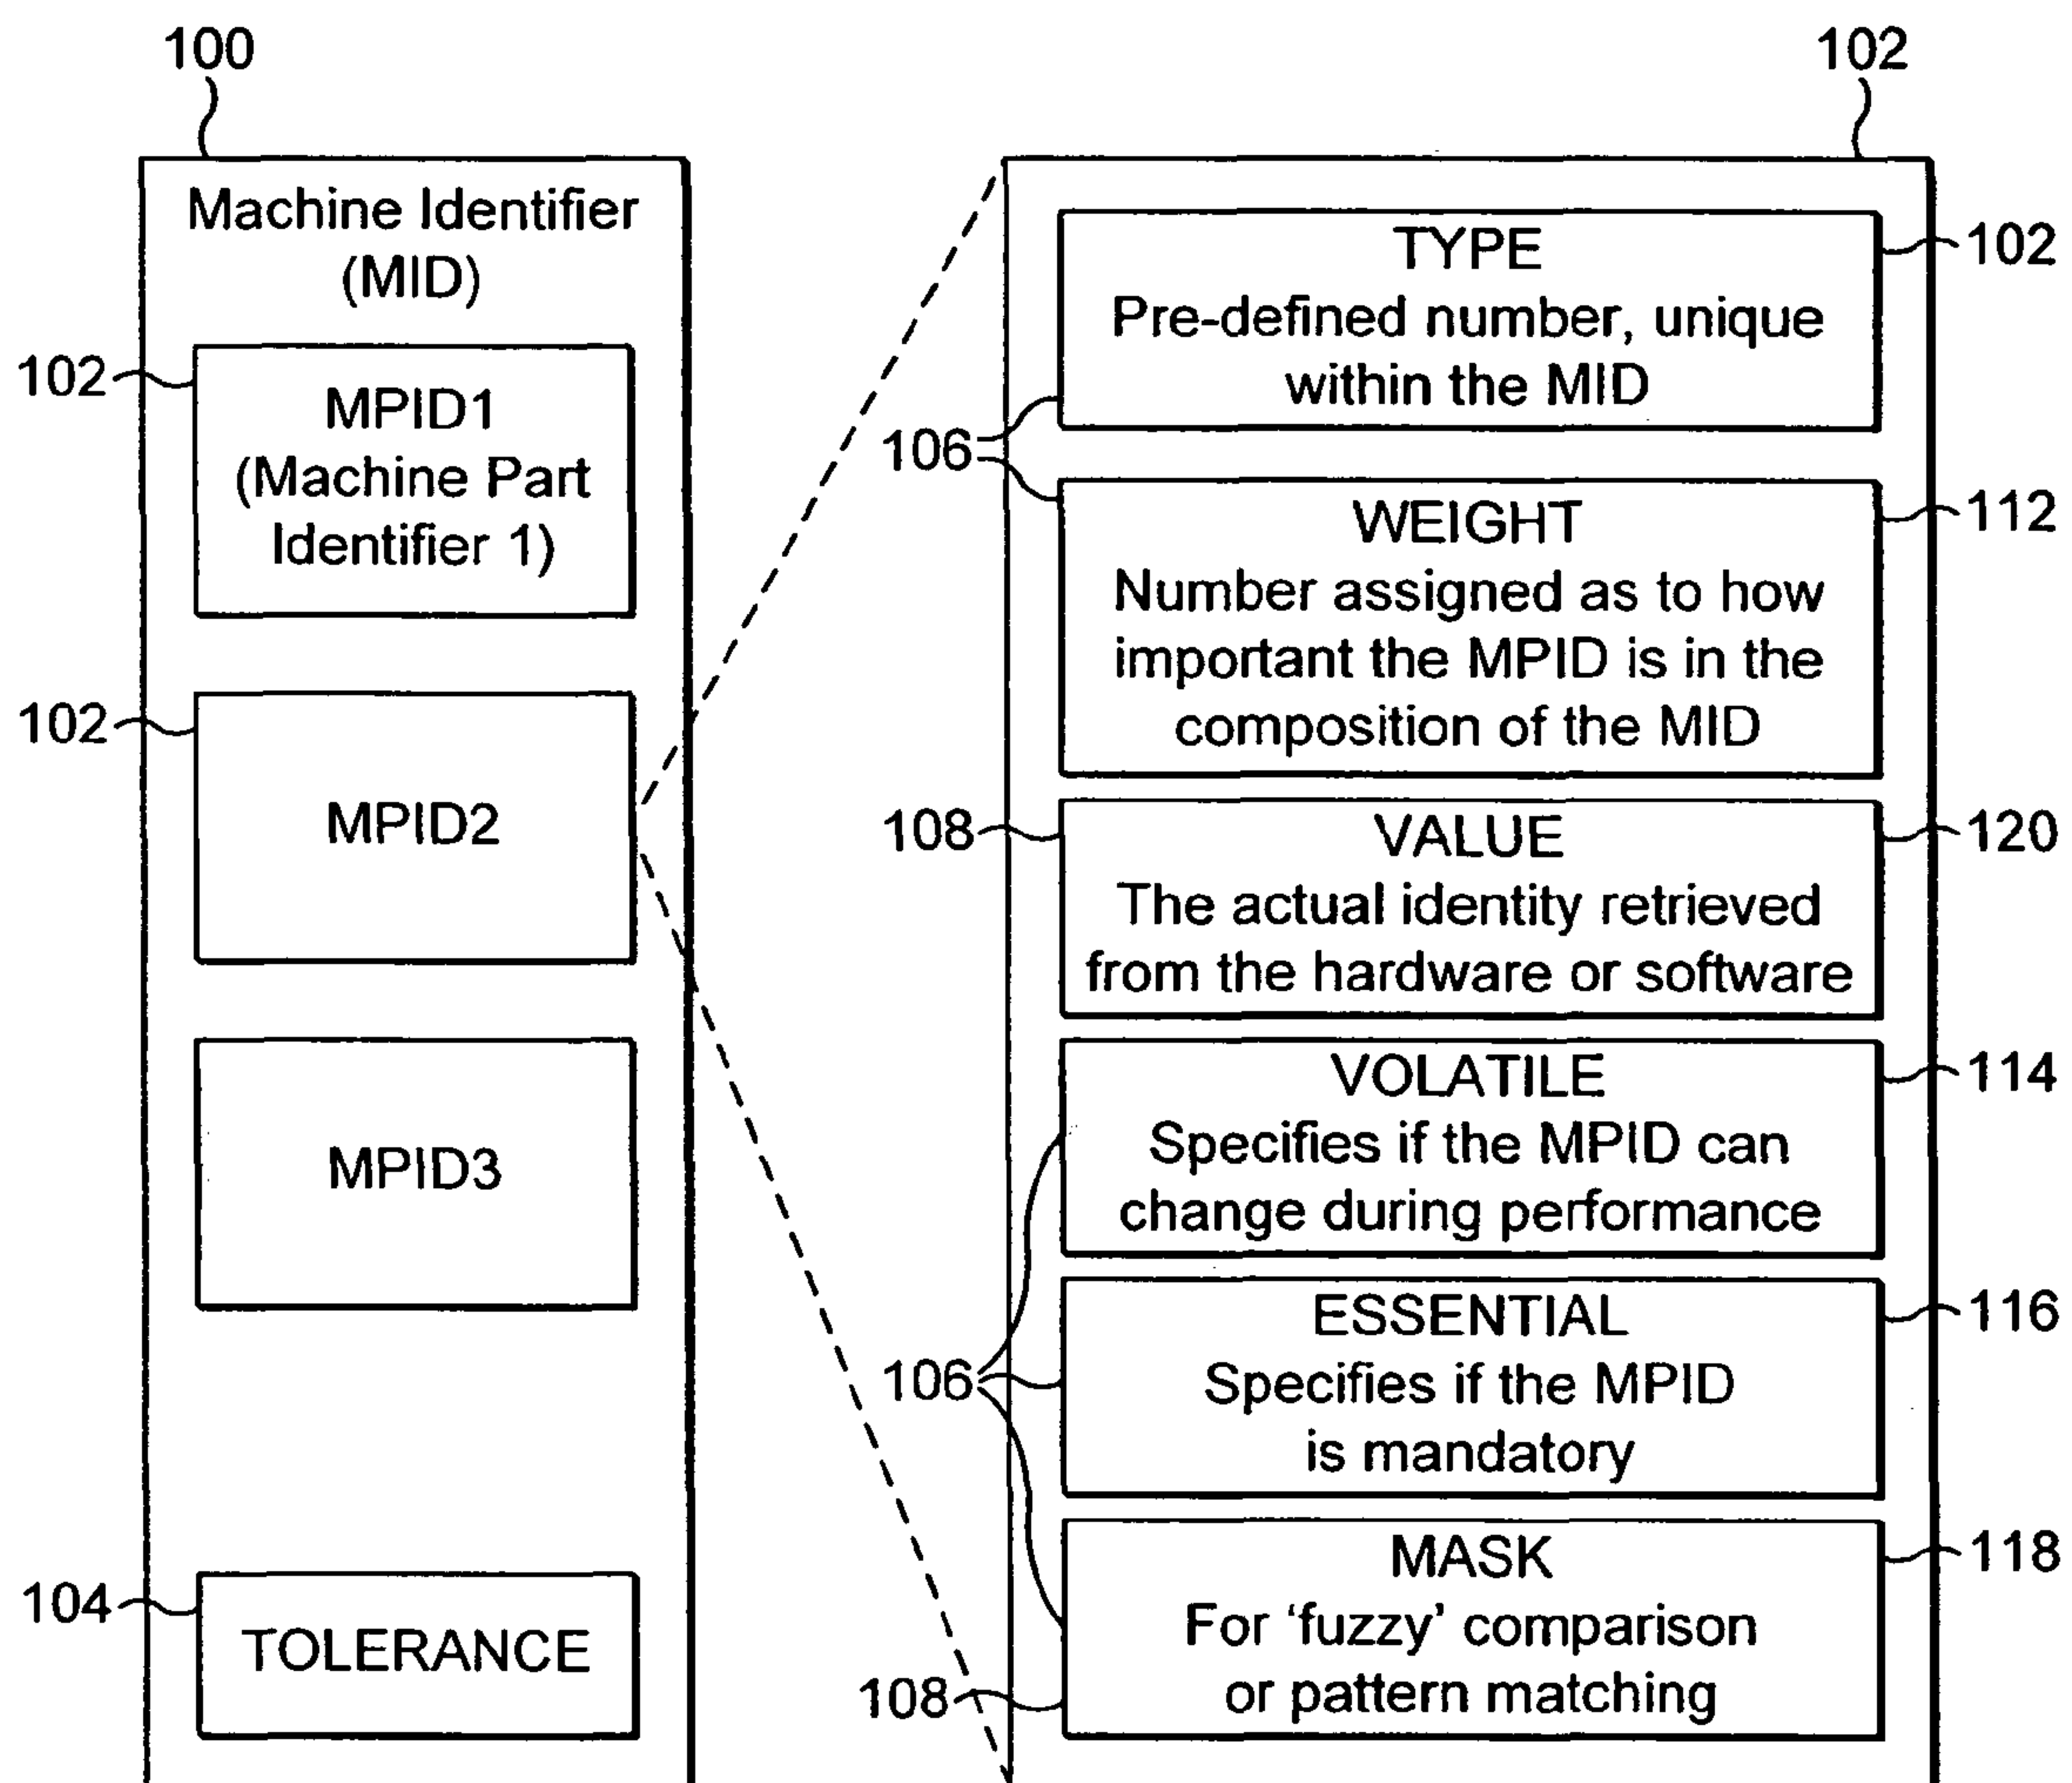 100
Machine Identifier
(MID)
102
MPID1
(Machine Part
Identifier 1)
102
MPID2
MPID3
104
TOLERANCE
102
TYPE
102
Pre-defined number, unique
within the MID
106
WEIGHT
112
Number assigned as to how
important the MPID is in the
composition of the MID
108
VALUE
120
The actual identity retrieved
from the hardware or software
VOLATILE
114
Specifies if the MPID can
change during performance
ESSENTIAL
116
106
Specifies if the MPID
is mandatory
MASK
118
For ‘fuzzy’ comparison
108
or pattern matching